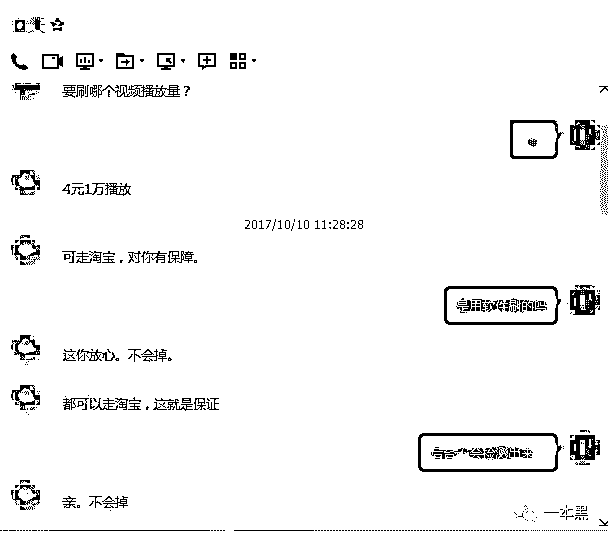 要刷哪个视频播放量？
4元1万播放
2017/10/10 11:28:28
可走淘宝，对你有保障。
是用软件刷的吗
这你放心。不会掉。
都可以走淘宝，这就是保证
亲。不会掉
一本黑